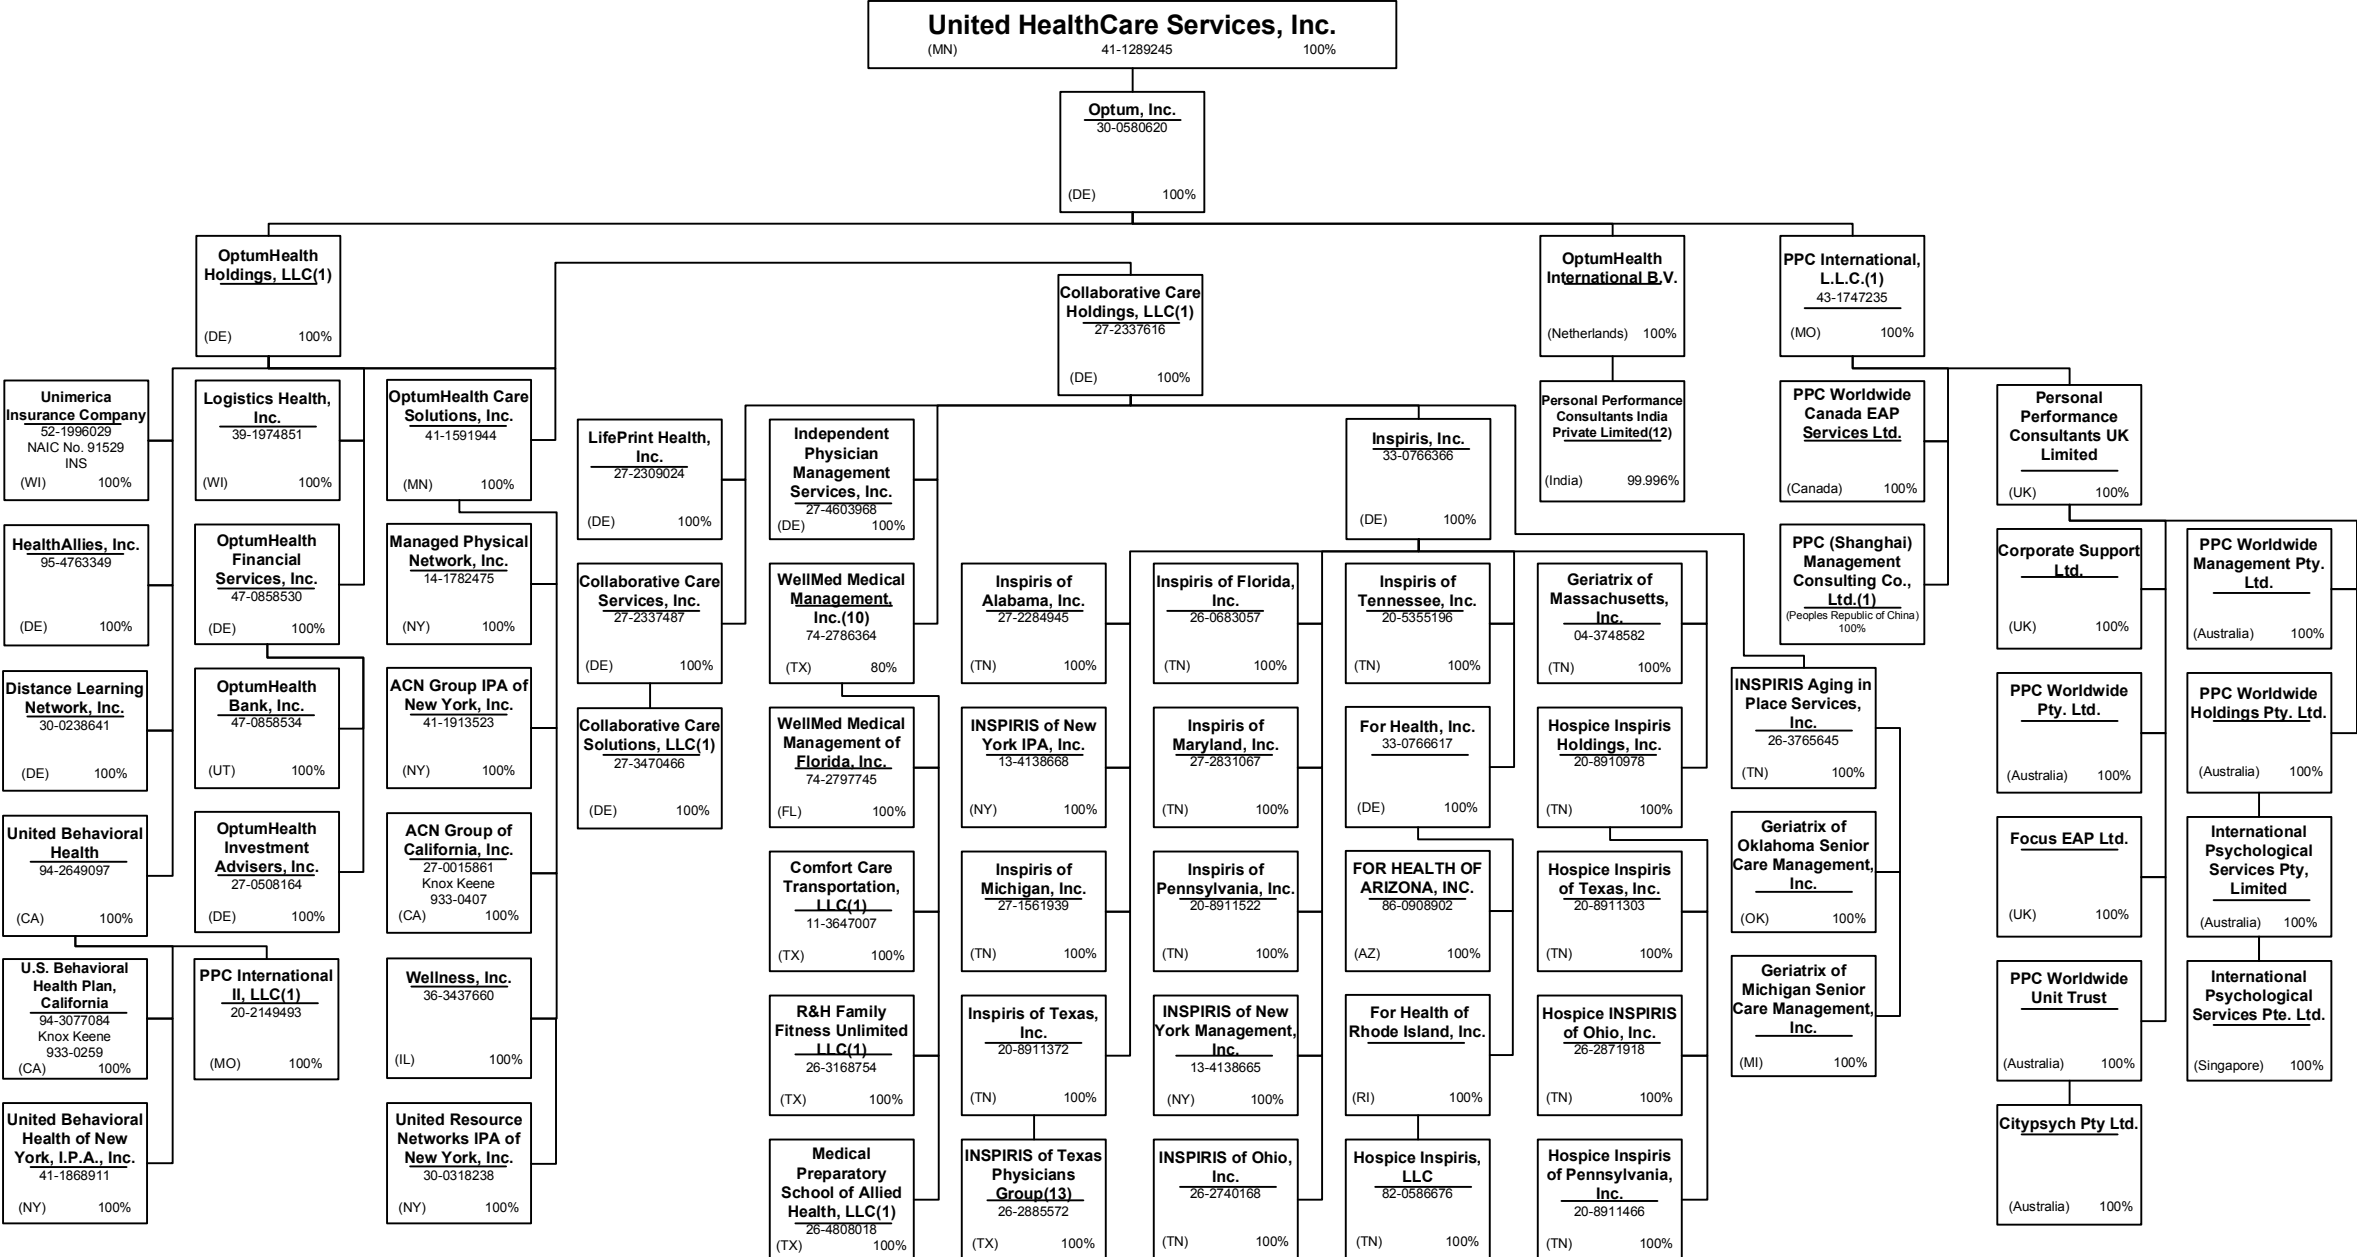 United HealthCare Services, Inc.
(MN) 41-1289245 100%
Optum, Inc.
30-0580620
(DE) 100%
OptumHealth
Holdings, LLC(1)
(DE) 100%
Collaborative Care
Holdings, LLC(1)
27-2337616
(DE) 100%
OptumHealth
International B.V.
(Netherlands) 100%
PPC International,
L.L.C.(1)
43-1747235
(MO) 100%
Unimerica
Insurance Company
52-1996029
NAIC No. 91529
INS
(WI) 100%
HealthAllies, Inc.
95-4763349
(DE) 100%
Distance Learning
Network, Inc.
30-0238641
(DE) 100%
United Behavioral
Health
94-2649097
(CA) 100%
U.S. Behavioral
Health Plan,
California
94-3077084
Knox Keene
933-0259
(CA) 100%
United Behavioral
Health of New
York, I.P.A., Inc.
41-1868911
(NY) 100%
Logistics Health,
Inc.
39-1974851
(WI) 100%
OptumHealth
Financial
Services, Inc.
47-0858530
(DE) 100%
OptumHealth
Bank, Inc.
47-0858534
(UT) 100%
OptumHealth
Investment
Advisers, Inc.
27-0508164
(DE) 100%
PPC International
II, LLC(1)
20-2149493
(MO) 100%
OptumHealth Care
Solutions, Inc.
41-1591944
(MN) 100%
Managed Physical
Network, Inc.
14-1782475
(NY) 100%
ACN Group IPA of
New York, Inc.
41-1913523
(NY) 100%
ACN Group of
California, Inc.
27-0015861
Knox Keene
933-0407
(CA) 100%
Wellness, Inc.
36-3437660
(IL) 100%
United Resource
Networks IPA of
New York, Inc.
30-0318238
(NY) 100%
LifePrint Health,
Inc.
27-2309024
(DE) 100%
Collaborative Care
Services, Inc.
27-2337487
(DE) 100%
Collaborative Care
Solutions, LLC(1)
27-3470466
(DE) 100%
Independent
Physician
Management
Services, Inc.
27-4603968
(DE) 100%
WellMed Medical
Management,
Inc.(10)
74-2786364
(TX) 80%
WellMed Medical
Management of
Florida, Inc.
74-2797745
(FL) 100%
Comfort Care
Transportation,
LLC(1)
11-3647007
(TX) 100%
R&H Family
Fitness Unlimited
LLC(1)
26-3168754
(TX) 100%
Medical
Preparatory
School of Allied
Health, LLC(1)
26-4808018
(TX) 100%
Inspiris of
Alabama, Inc.
27-2284945
(TN) 100%
INSPIRIS of New
York IPA, Inc.
13-4138668
(NY) 100%
Inspiris of
Michigan, Inc.
27-1561939
(TN) 100%
Inspiris of Texas,
Inc.
20-8911372
(TN) 100%
INSPIRIS of Texas
Physicians
Group(13)
26-2885572
(TX) 100%
Inspiris of Florida,
Inc.
26-0683057
(TN) 100%
Inspiris of
Maryland, Inc.
27-2831067
(TN) 100%
Inspiris of
Pennsylvania, Inc.
20-8911522
(TN) 100%
INSPIRIS of New
York Management,
Inc.
13-4138665
(NY) 100%
INSPIRIS of Ohio,
Inc.
26-2740168
(TN) 100%
Inspiris, Inc.
33-0766366
(DE) 100%
Inspiris of
Tennessee, Inc.
20-5355196
(TN) 100%
For Health, Inc.
33-0766617
(DE) 100%
FOR HEALTH OF
ARIZONA, INC.
86-0908902
(AZ) 100%
For Health of
Rhode Island, Inc.
(RI) 100%
Hospice Inspiris,
LLC
82-0586676
(TN) 100%
Personal Performance
Consultants India
Private Limited(12)
(India) 99.996%
Geriatrix of
Massachusetts,
Inc.
04-3748582
(TN) 100%
Hospice Inspiris
Holdings, Inc.
20-8910978
(TN) 100%
Hospice Inspiris
of Texas, Inc.
20-8911303
(TN) 100%
Hospice INSPIRIS
of Ohio, Inc.
26-2871918
(TN) 100%
Hospice Inspiris
of Pennsylvania,
Inc.
20-8911466
(TN) 100%
PPC Worldwide
Canada EAP
Services Ltd.
(Canada) 100%
PPC (Shanghai)
Management
Consulting Co.,
Ltd.(1)
(Peoples Republic of China)
100%
INSPIRIS Aging in
Place Services,
Inc.
26-3765645
(TN) 100%
Geriatrix of
Oklahoma Senior
Care Management,
Inc.
(OK) 100%
Geriatrix of
Michigan Senior
Care Management,
Inc.
(MI) 100%
Personal
Performance
Consultants UK
Limited
(UK) 100%
Corporate Support
Ltd.
(UK) 100%
PPC Worldwide
Pty. Ltd.
(Australia) 100%
Focus EAP Ltd.
(UK) 100%
PPC Worldwide
Unit Trust
(Australia) 100%
Citypsych Pty Ltd.
(Australia) 100%
PPC Worldwide
Management Pty.
Ltd.
(Australia) 100%
PPC Worldwide
Holdings Pty. Ltd.
(Australia) 100%
International
Psychological
Services Pty,
Limited
(Australia) 100%
International
Psychological
Services Pte. Ltd.
(Singapore) 100%